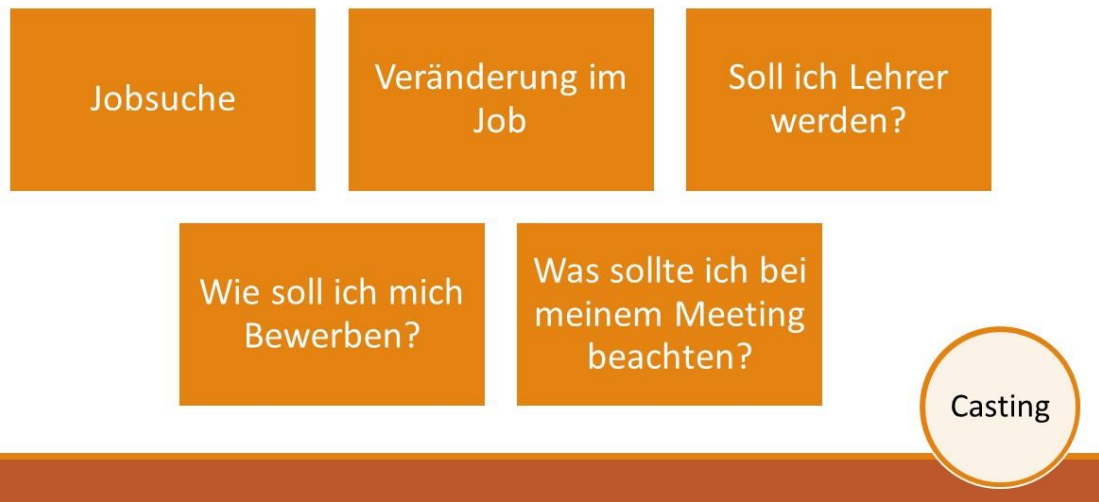 Jobsuche
Veränderung im
Job
Soll ich Lehrer
werden?
Wie soll ich mich
Bewerben?
Was sollte ich bei
meinem Meeting
beachten?
Casting